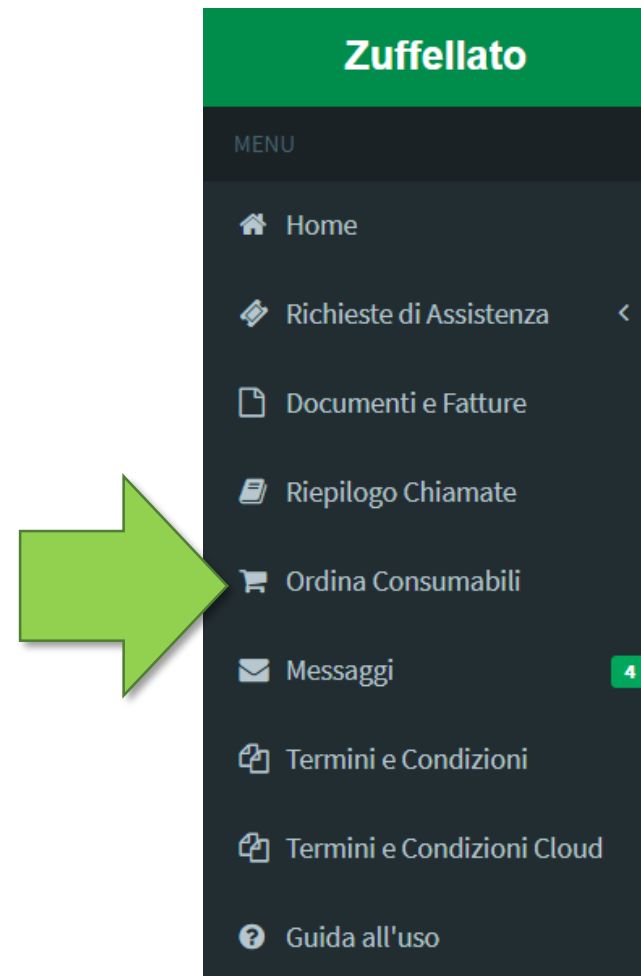 Zuffellato
MENU
Home
Richieste di Assistenza
Documenti e Fatture
Riepilogo Chiamate
Ordina Consumabili
Messaggi 4
Termini e Condizioni
Termini e Condizioni Cloud
Guida all'uso